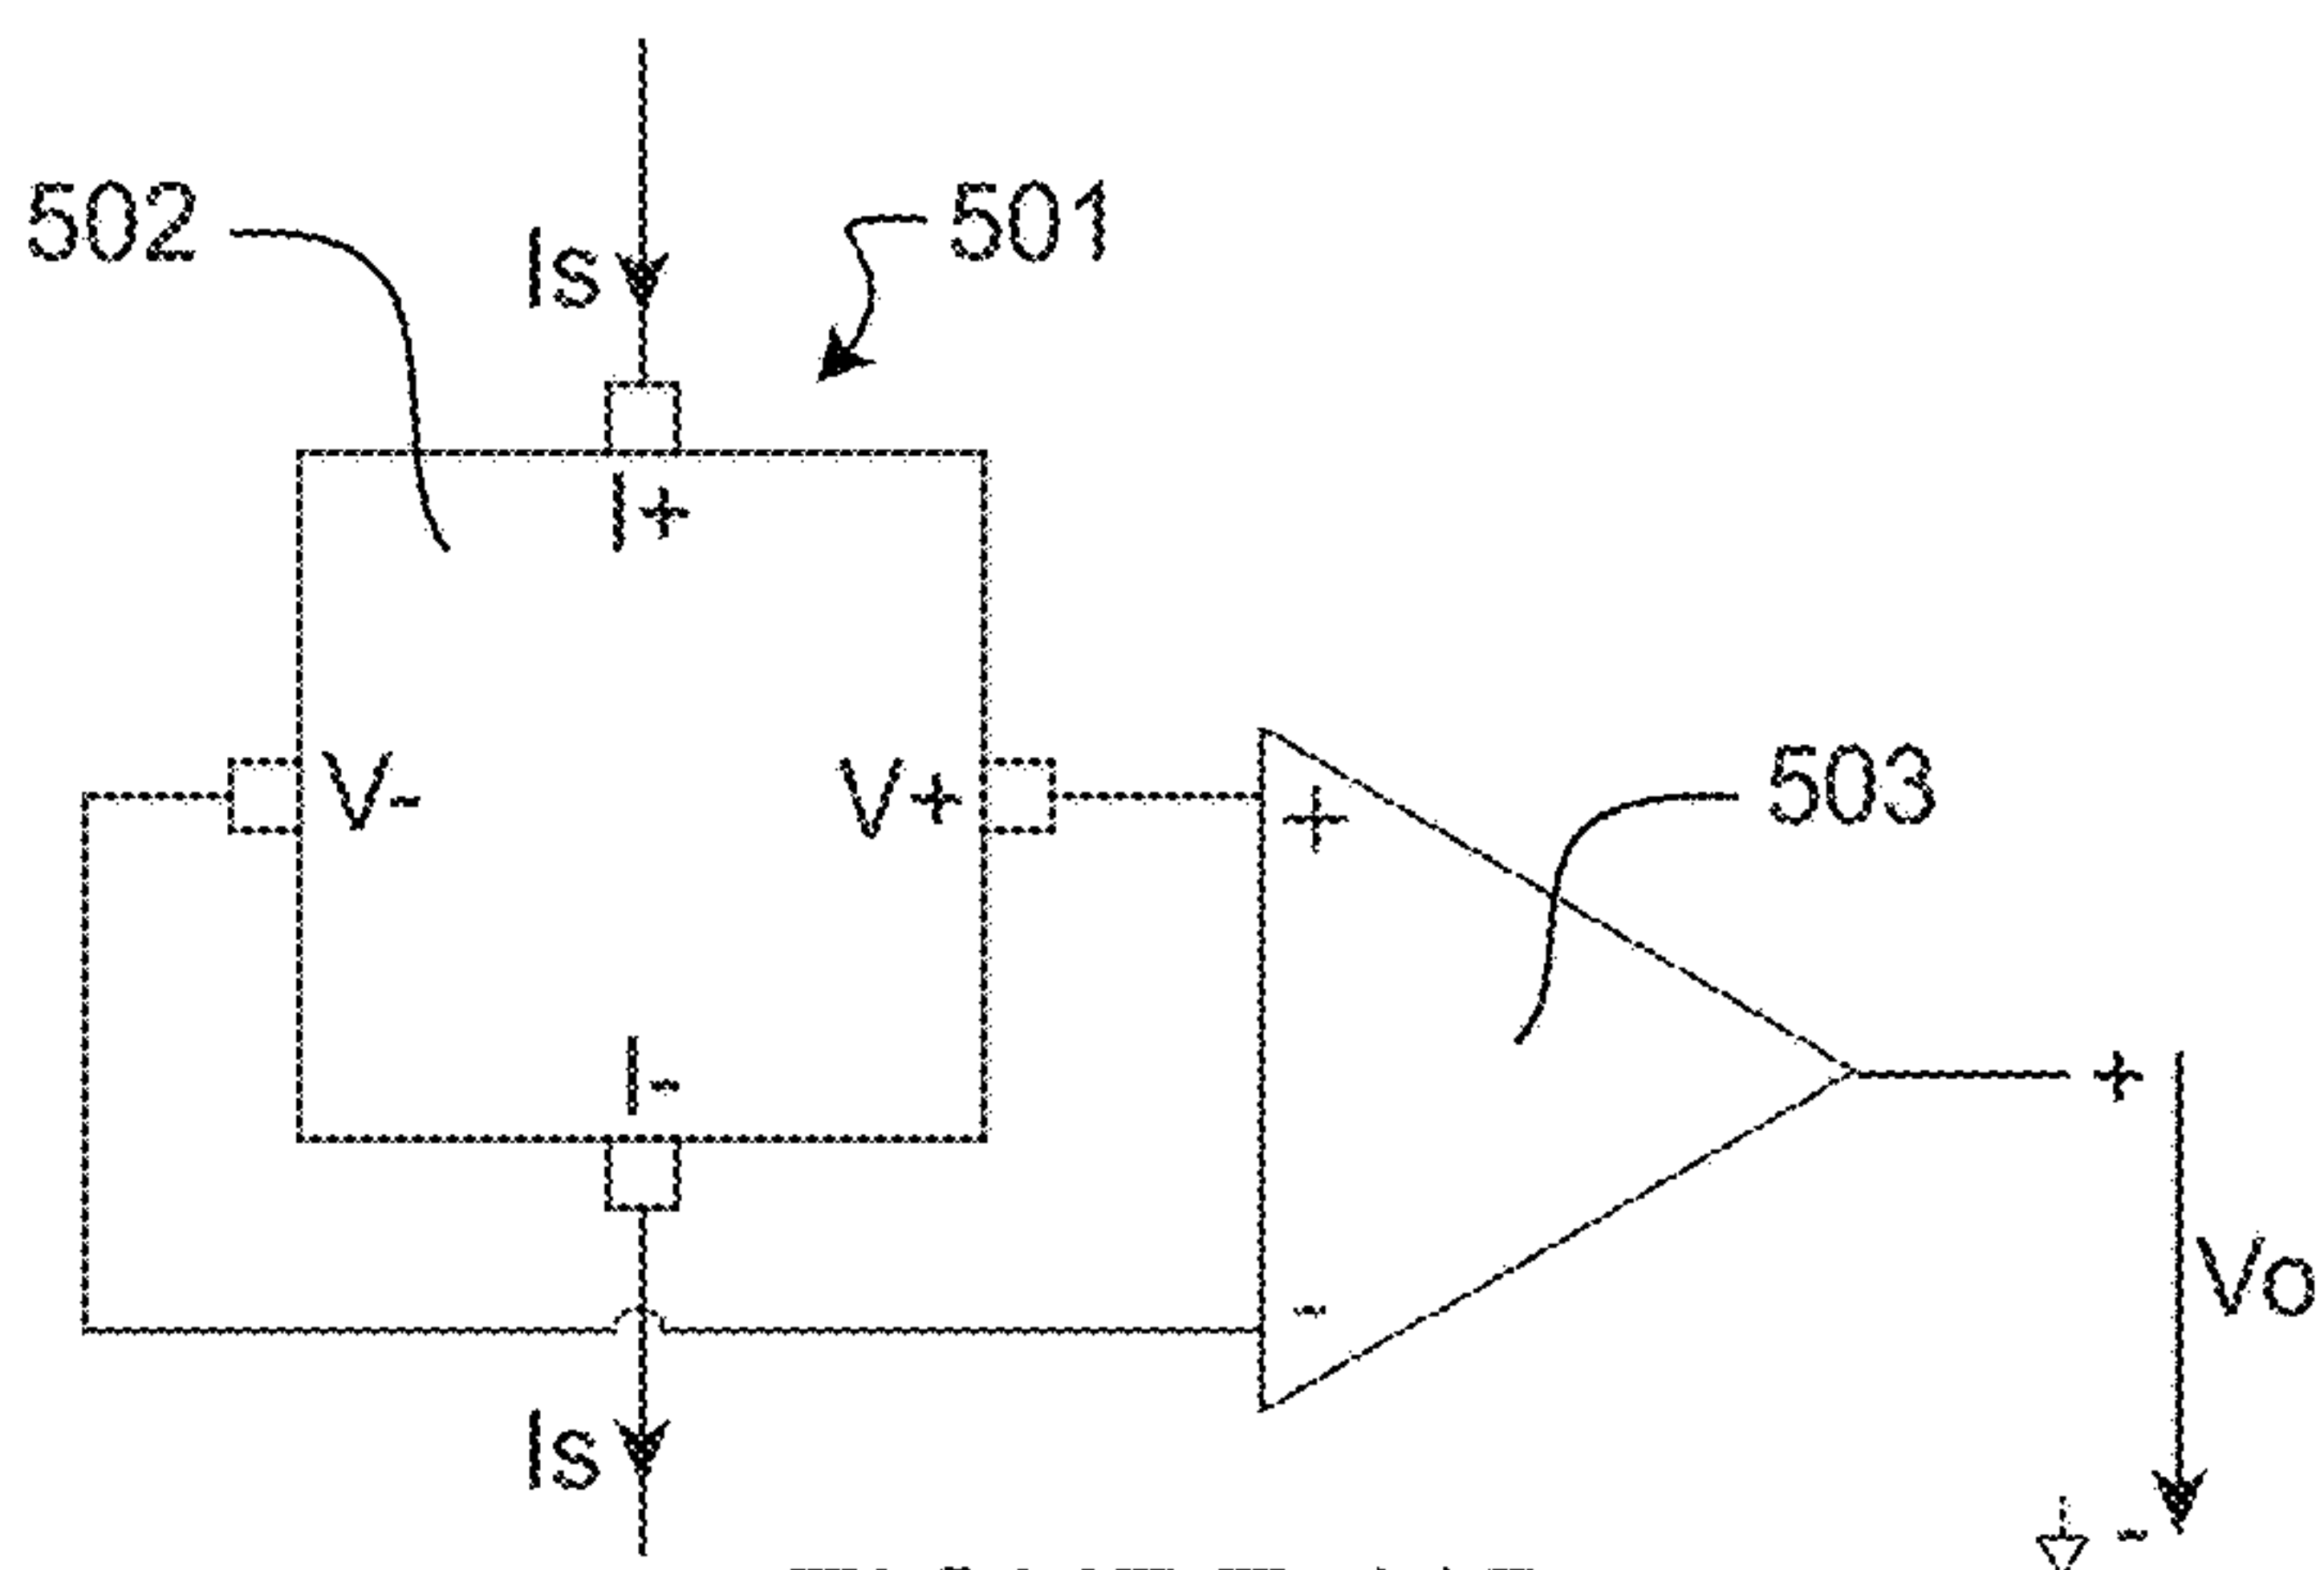 502
Is
501
I+
V-
V+
+
503
I-
+
-
Vo
Is
-